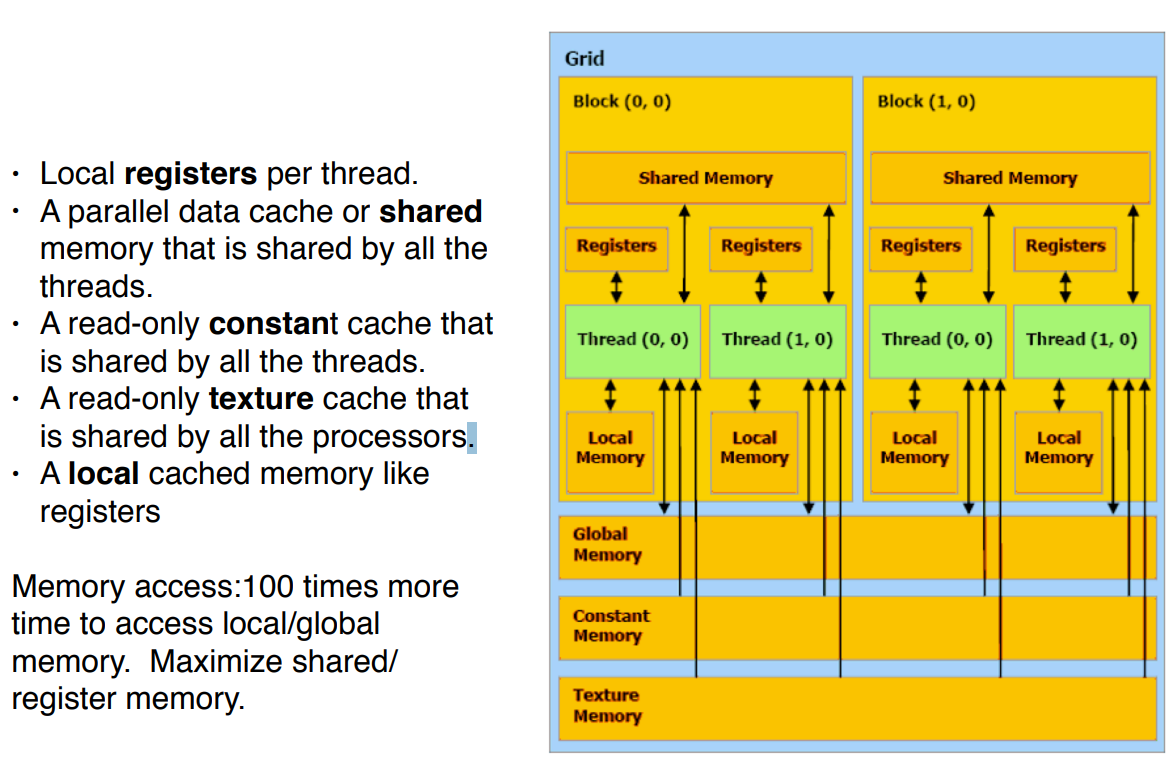 · Local registers per thread.
· A parallel data cache or shared
memory that is shared by all the
threads.
· A read-only constant cache that
is shared by all the threads.
· A read-only texture cache that
is shared by all the processors.
· A local cached memory like
registers
Memory access:100 times more
time to access local/global
memory.  Maximize shared/
register memory.
Grid
Block (0, 0)
Block (1, 0)
Shared Memory
Shared Memory
Registers
Registers
Registers
Registers
Thread (0, 0)
Thread (1, 0)
Thread (0, 0)
Thread (1, 0)
Local
Memory
Local
Memory
Local
Memory
Local
Memory
Global
Memory
Constant
Memory
Texture
Memory